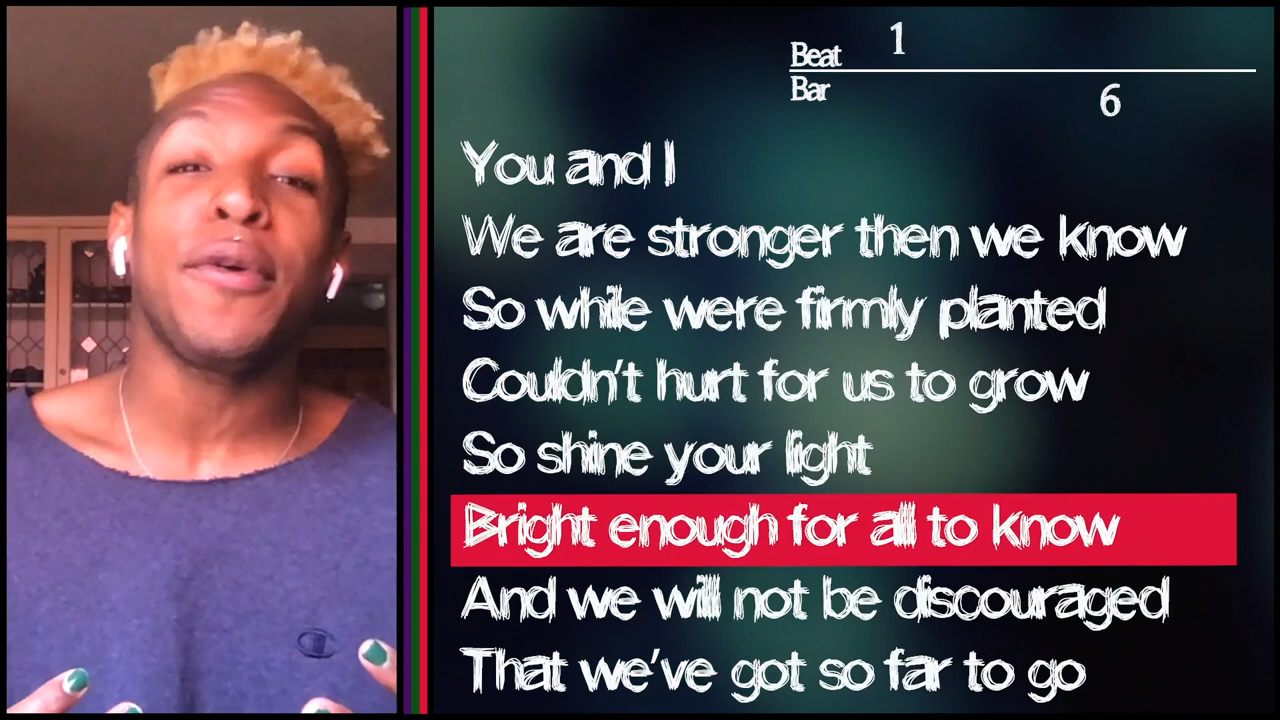 Beat 1
Bar 6
You and I
We are stronger then we know
So while were firmly planted
Couldn't hurt for us to grow
So shine your light
Bright enough for all to know
And we will not be discouraged
That we've got so far to go